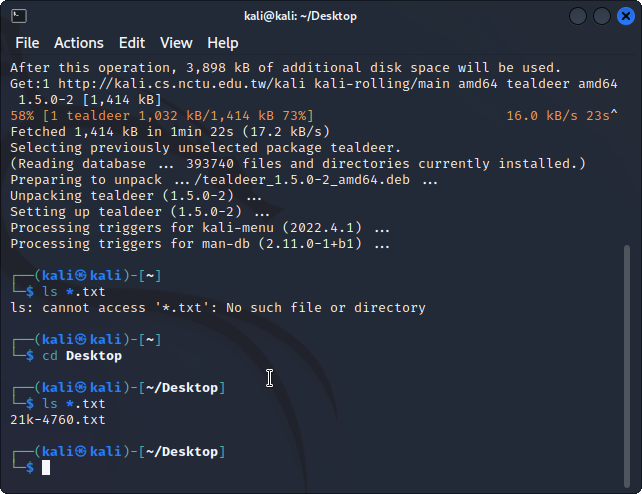 kali@kali: ~/Desktop
File Actions Edit View Help
After this operation, 3,898 kB of additional disk space will be used.
Get:1 http://kali.cs.nctu.edu.tw/kali kali-rolling/main amd64 tealdeer amd64
1.5.0-2 [1,414 kB]
58% [1 tealdeer 1,032 kB/1,414 kB 73%] 16.0 kB/s 23s^
Fetched 1,414 kB in 1min 22s (17.2 kB/s)
Selecting previously unselected package tealdeer.
(Reading database ... 393740 files and directories currently installed.)
Preparing to unpack .../tealdeer_1.5.0-2_amd64.deb ...
Unpacking tealdeer (1.5.0-2) ...
Setting up tealdeer (1.5.0-2) ...
Processing triggers for kali-menu (2022.4.1) ...
Processing triggers for man-db (2.11.0-1+b1) ...
┌──(kali㉿kali)-[~]
└─$ ls *.txt
ls: cannot access '*.txt': No such file or directory
┌──(kali㉿kali)-[~]
└─$ cd Desktop
┌──(kali㉿kali)-[~/Desktop]
└─$ ls *.txt
21k-4760.txt
┌──(kali㉿kali)-[~/Desktop]
└─$